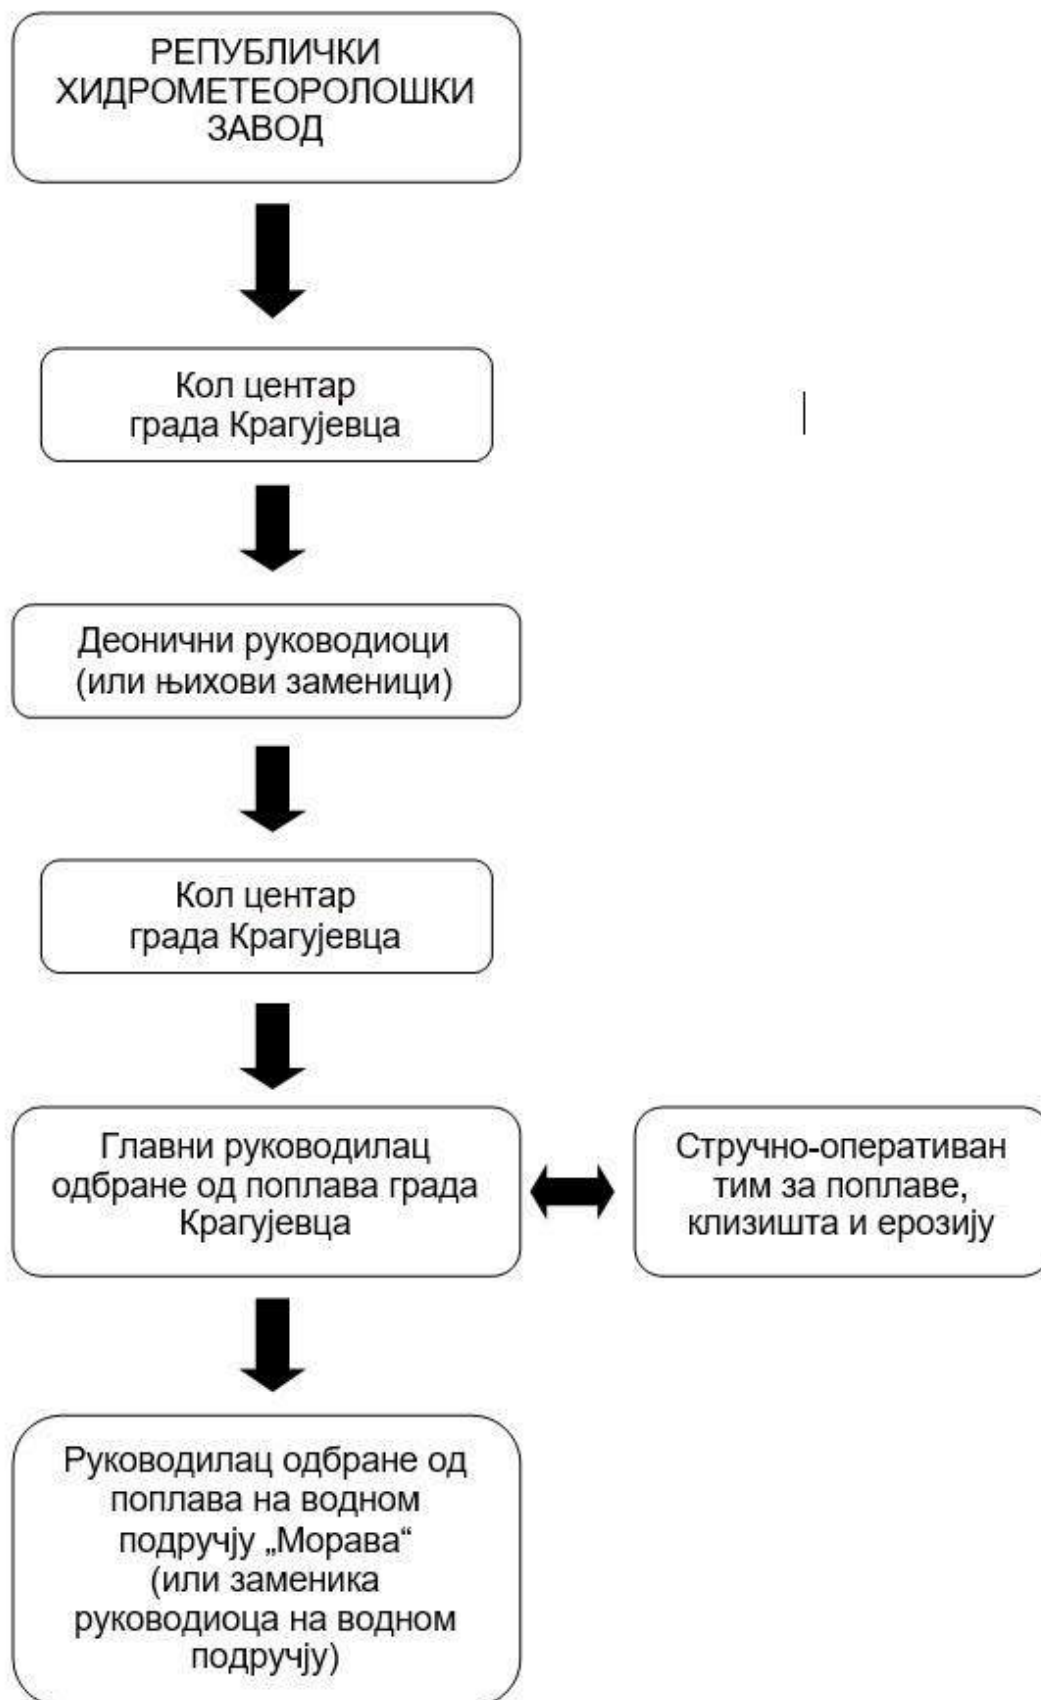 РЕПУБЛИЧКИ
ХИДРОМЕТЕОРОЛОШКИ
ЗАВОД
Кол центар
града Крагујевца
Деонични руководиоци
(или њихови заменици)
Кол центар
града Крагујевца
Главни руководилац
одбране од поплава града
Крагујевца
Стручно-оперативан
тим за поплаве,
клизишта и ерозију
Руководилац одбране од
поплава на водном
подручју „Морава“
(или заменика
руководиоца на водном
подручју)